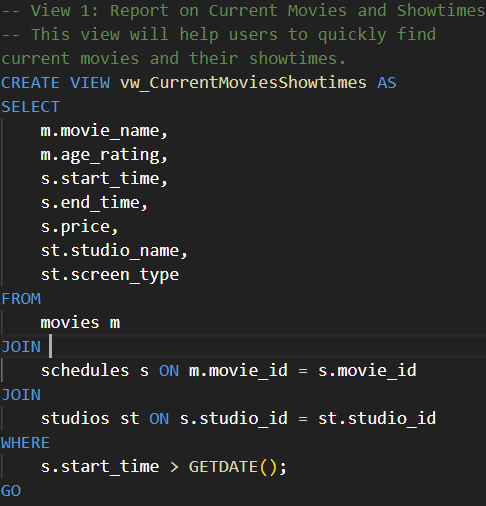 -- View 1: Report on Current Movies and Showtimes
-- This view will help users to quickly find
current movies and their showtimes.
CREATE VIEW vw_CurrentMoviesShowtimes AS
SELECT
    m.movie_name,
    m.age_rating,
    s.start_time,
    s.end_time,
    s.price,
    st.studio_name,
    st.screen_type
FROM
    movies m
JOIN
    schedules s ON m.movie_id = s.movie_id
JOIN
    studios st ON s.studio_id = st.studio_id
WHERE
    s.start_time > GETDATE();
GO